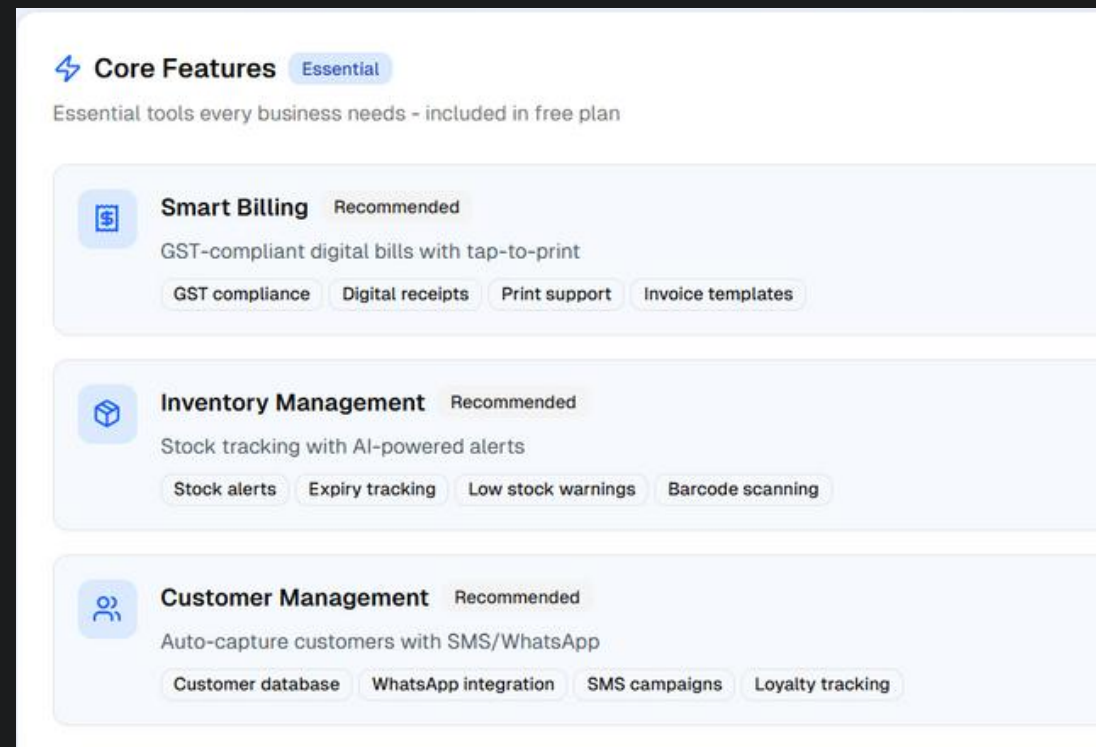 Core Features Essential
Essential tools every business needs - included in free plan
Smart Billing Recommended
GST-compliant digital bills with tap-to-print
GST compliance Digital receipts Print support Invoice templates
Inventory Management Recommended
Stock tracking with AI-powered alerts
Stock alerts Expiry tracking Low stock warnings Barcode scanning
Customer Management Recommended
Auto-capture customers with SMS/WhatsApp
Customer database WhatsApp integration SMS campaigns Loyalty tracking